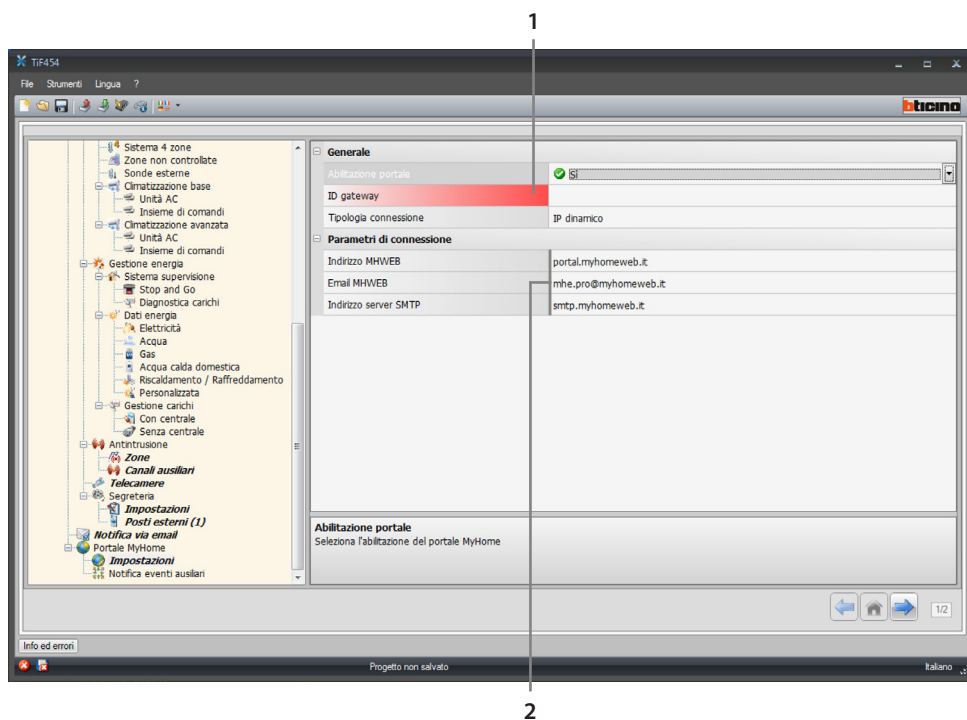 1
TiF454
File Strumenti Lingua ?
bticino
Sistema 4 zone
Zone non controllate
Sonde esterne
Climatizzazione base
Unità AC
Insieme di comandi
Climatizzazione avanzata
Unità AC
Insieme di comandi
Gestione energia
Sistema supervisione
Stop and Go
Diagnostica carichi
Dati energia
Elettricità
Acqua
Gas
Acqua calda domestica
Riscaldamento / Raffreddamento
Personalizzata
Gestione carichi
Con centrale
Senza centrale
Antintrusione
Zone
Canali ausiliari
Telecamere
Segreteria
Impostazioni
Posti esterni (1)
Notifica via email
Portale MyHome
Impostazioni
Notifica eventi ausiliari
Generale
Abilitazione portale Sì
ID gateway
Tipologia connessione IP dinamico
Parametri di connessione
Indirizzo MHWEB portal.myhomeweb.it
Email MHWEB mhe.pro@myhomeweb.it
Indirizzo server SMTP smtp.myhomeweb.it
Abilitazione portale
Seleziona l'abilitazione del portale MyHome
1/2
Info ed errori
Progetto non salvato Italiano
2